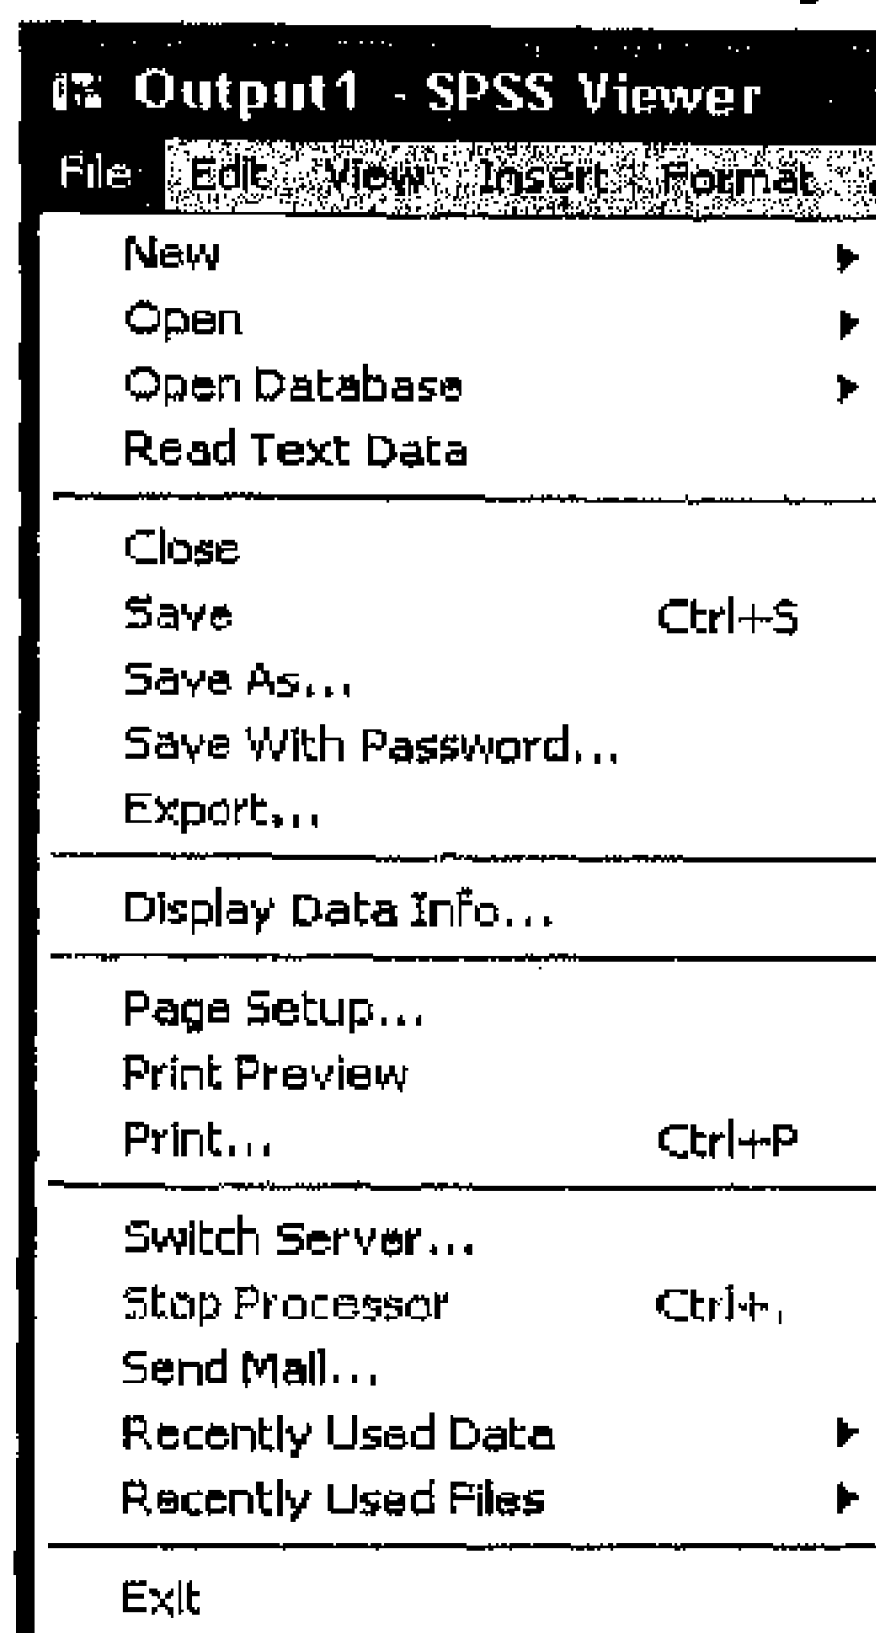 Output1 - SPSS Viewer
File Edit View Insert Format
New
Open
Open Database
Read Text Data
Close
Save Ctrl+S
Save As...
Save With Password...
Export...
Display Data Info...
Page Setup...
Print Preview
Print... Ctrl+P
Switch Server...
Stop Processor Ctrl+.
Send Mail...
Recently Used Data
Recently Used Files
Exit